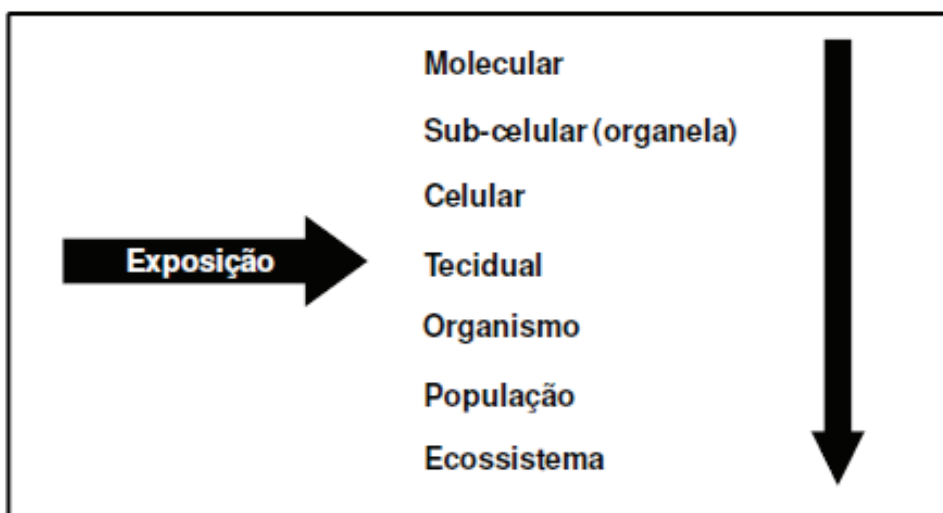 Molecular
Sub-celular (organela)
Celular
Exposição
Tecidual
Organismo
População
Ecossistema